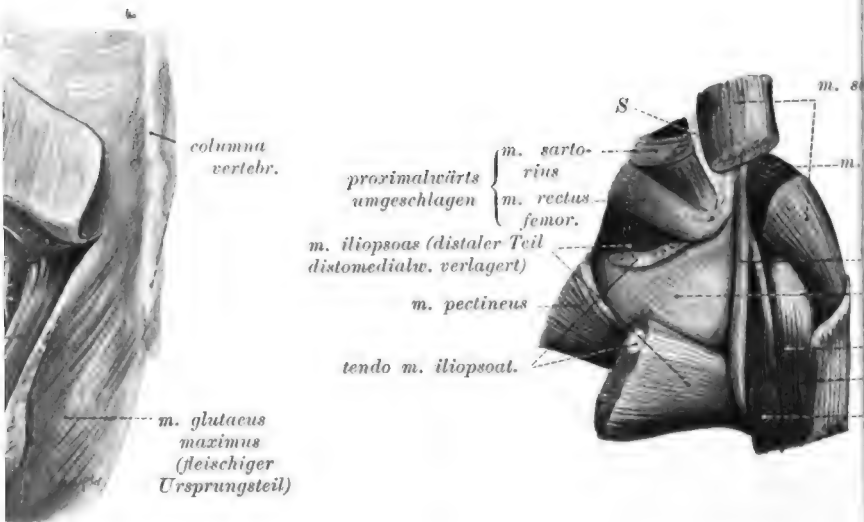 columna
vertebr.
m. glutaeus
maximus
(fleischiger
Ursprungsteil)
S
proximalwärts
umgeschlagen
m. sarto-
rius
m. rectus
femor.
m. iliopsoas (distaler Teil
distomedialw. verlagert)
m. pectineus
tendo m. iliopsoat.
m.
m.